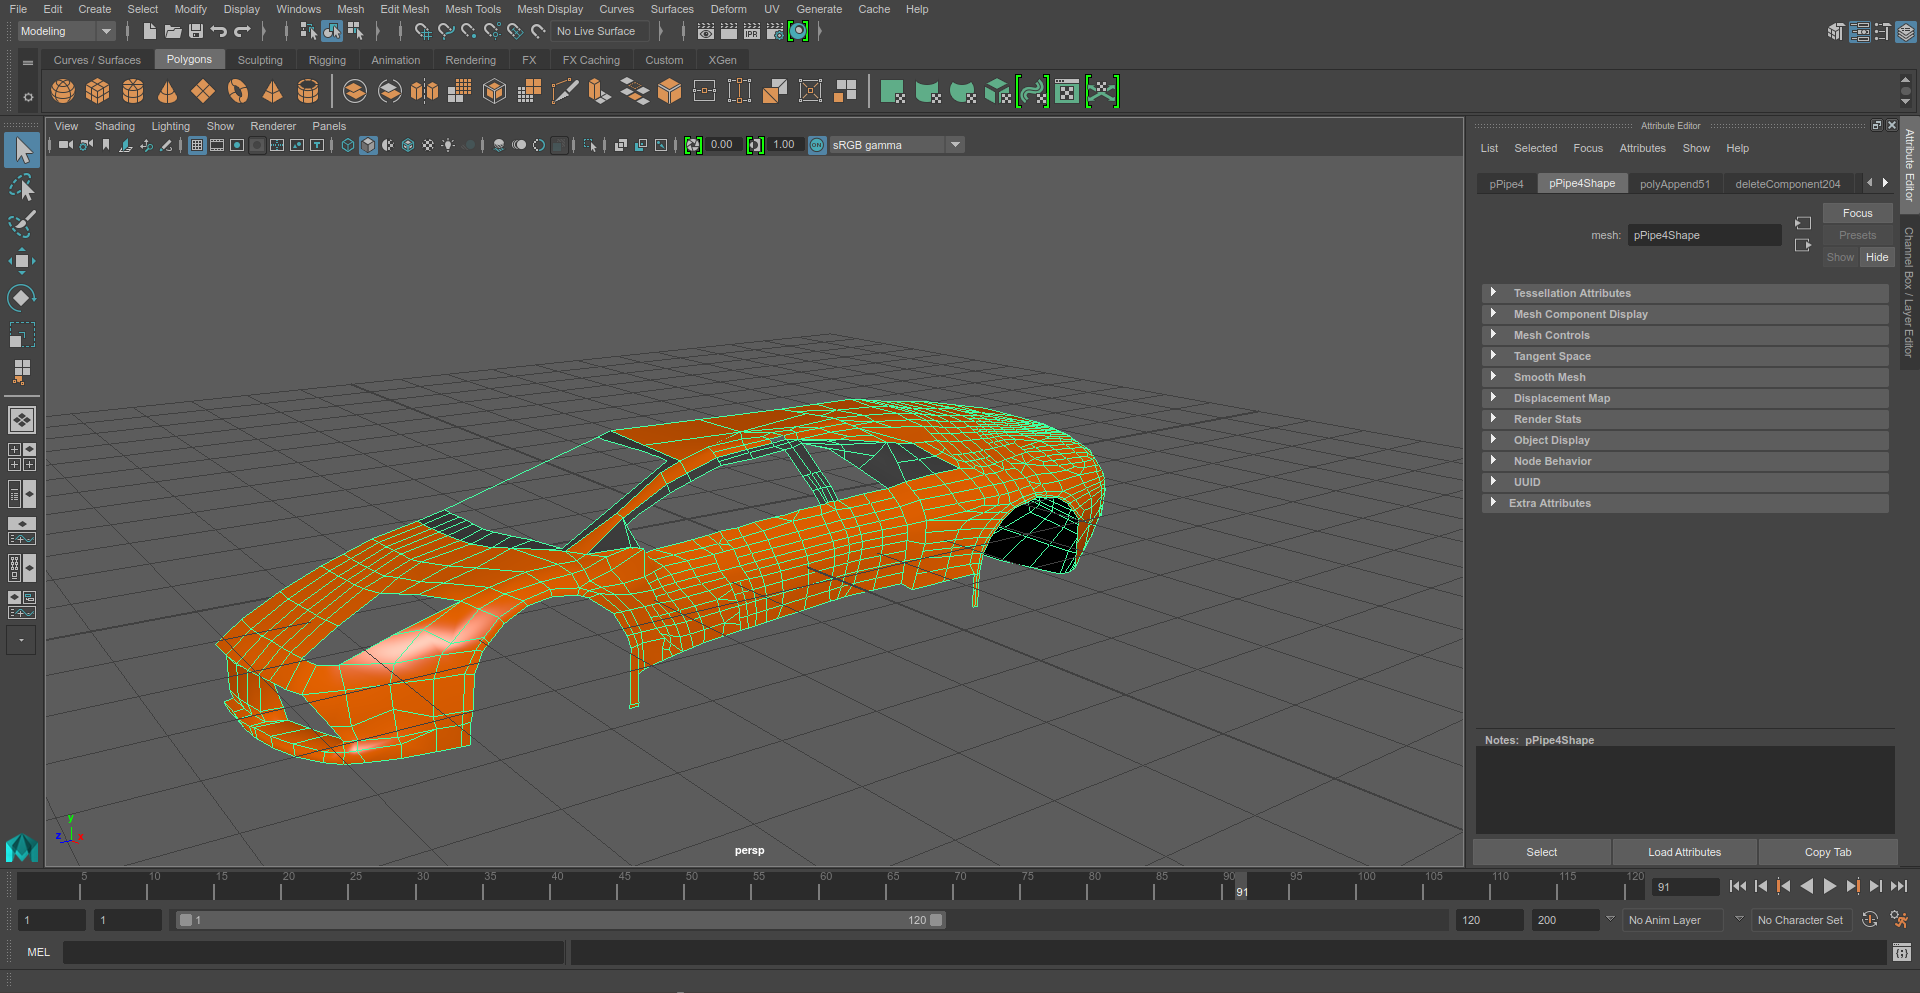 File Edit Create Select Modify Display Windows Mesh Edit Mesh Mesh Tools Mesh Display Curves Surfaces Deform UV Generate Cache Help
Modeling No Live Surface IPR
Curves / Surfaces Polygons Sculpting Rigging Animation Rendering FX FX Caching Custom XGen
View Shading Lighting Show Renderer Panels
0.00 1.00 ON sRGB gamma
Attribute Editor
List Selected Focus Attributes Show Help
pPipe4 pPipe4Shape polyAppend51 deleteComponent204
Focus
mesh: pPipe4Shape Presets
Show Hide
Tessellation Attributes
Mesh Component Display
Mesh Controls
Tangent Space
Smooth Mesh
Displacement Map
Render Stats
Object Display
Node Behavior
UUID
Extra Attributes
Attribute Editor
Channel Box / Layer Editor
Notes: pPipe4Shape
Select Load Attributes Copy Tab
y
z x
persp
5 10 15 20 25 30 35 40 45 50 55 60 65 70 75 80 85 90 95 100 105 110 115 120
91 91
1 1 1 120 120 200 No Anim Layer No Character Set
MEL